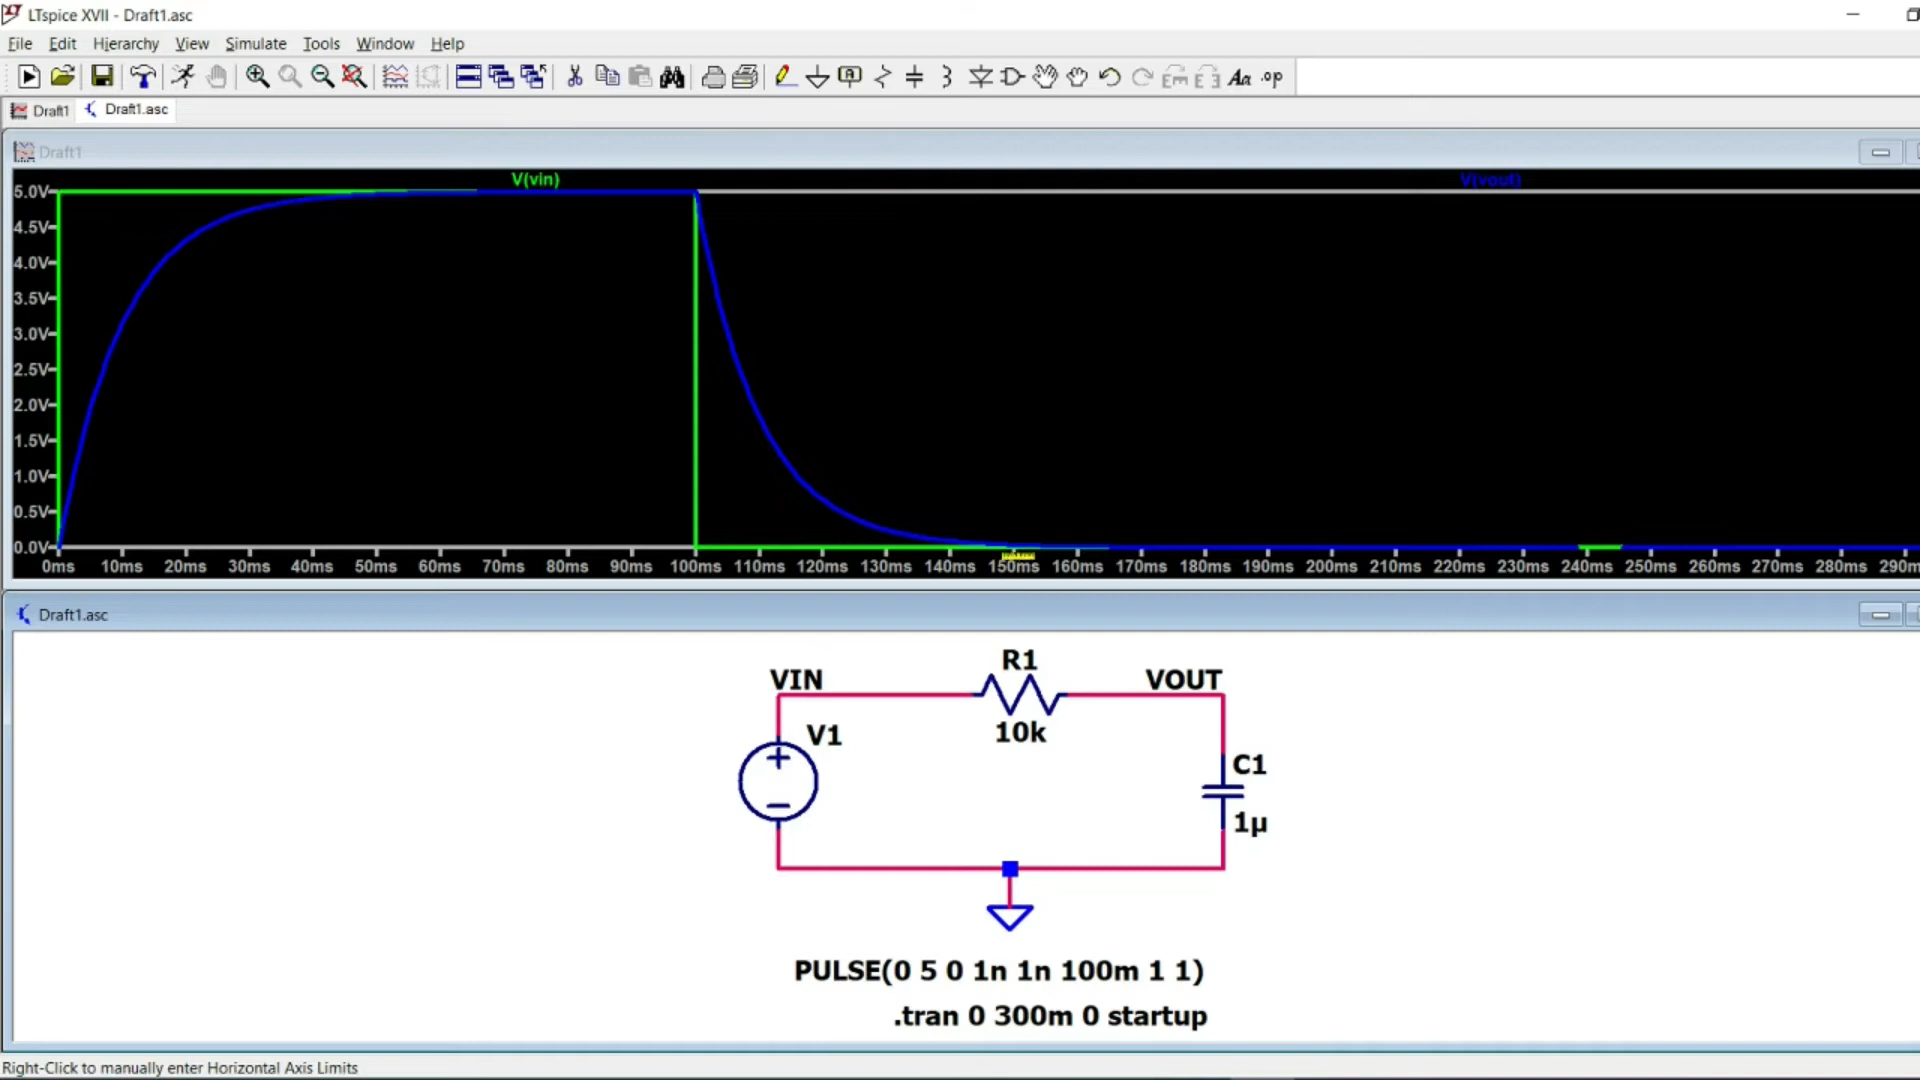 LTspice XVII - Draft1.asc
File Edit Hierarchy View Simulate Tools Window Help
Aa .op
Draft1 Draft1.asc
Draft1
V(vin) V(vout)
5.0V
4.5V
4.0V
3.5V
3.0V
2.5V
2.0V
1.5V
1.0V
0.5V
0.0V
0ms 10ms 20ms 30ms 40ms 50ms 60ms 70ms 80ms 90ms 100ms 110ms 120ms 130ms 140ms 150ms 160ms 170ms 180ms 190ms 200ms 210ms 220ms 230ms 240ms 250ms 260ms 270ms 280ms 290m
Draft1.asc
R1
VIN VOUT
10k
V1
C1
1µ
PULSE(0 5 0 1n 1n 100m 1 1)
.tran 0 300m 0 startup
Right-Click to manually enter Horizontal Axis Limits